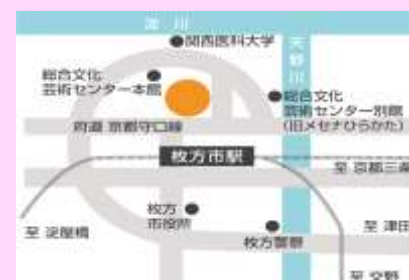 淀 川
●関西医科大学
天野川
総合文化
芸術センター本館
●総合文化
芸術センター別館
(旧メセナひらかた)
府道 京都守口線
枚方市駅
至 京都三条
枚方
市役所
至 淀屋橋
枚方警察
至 津田
至 交野